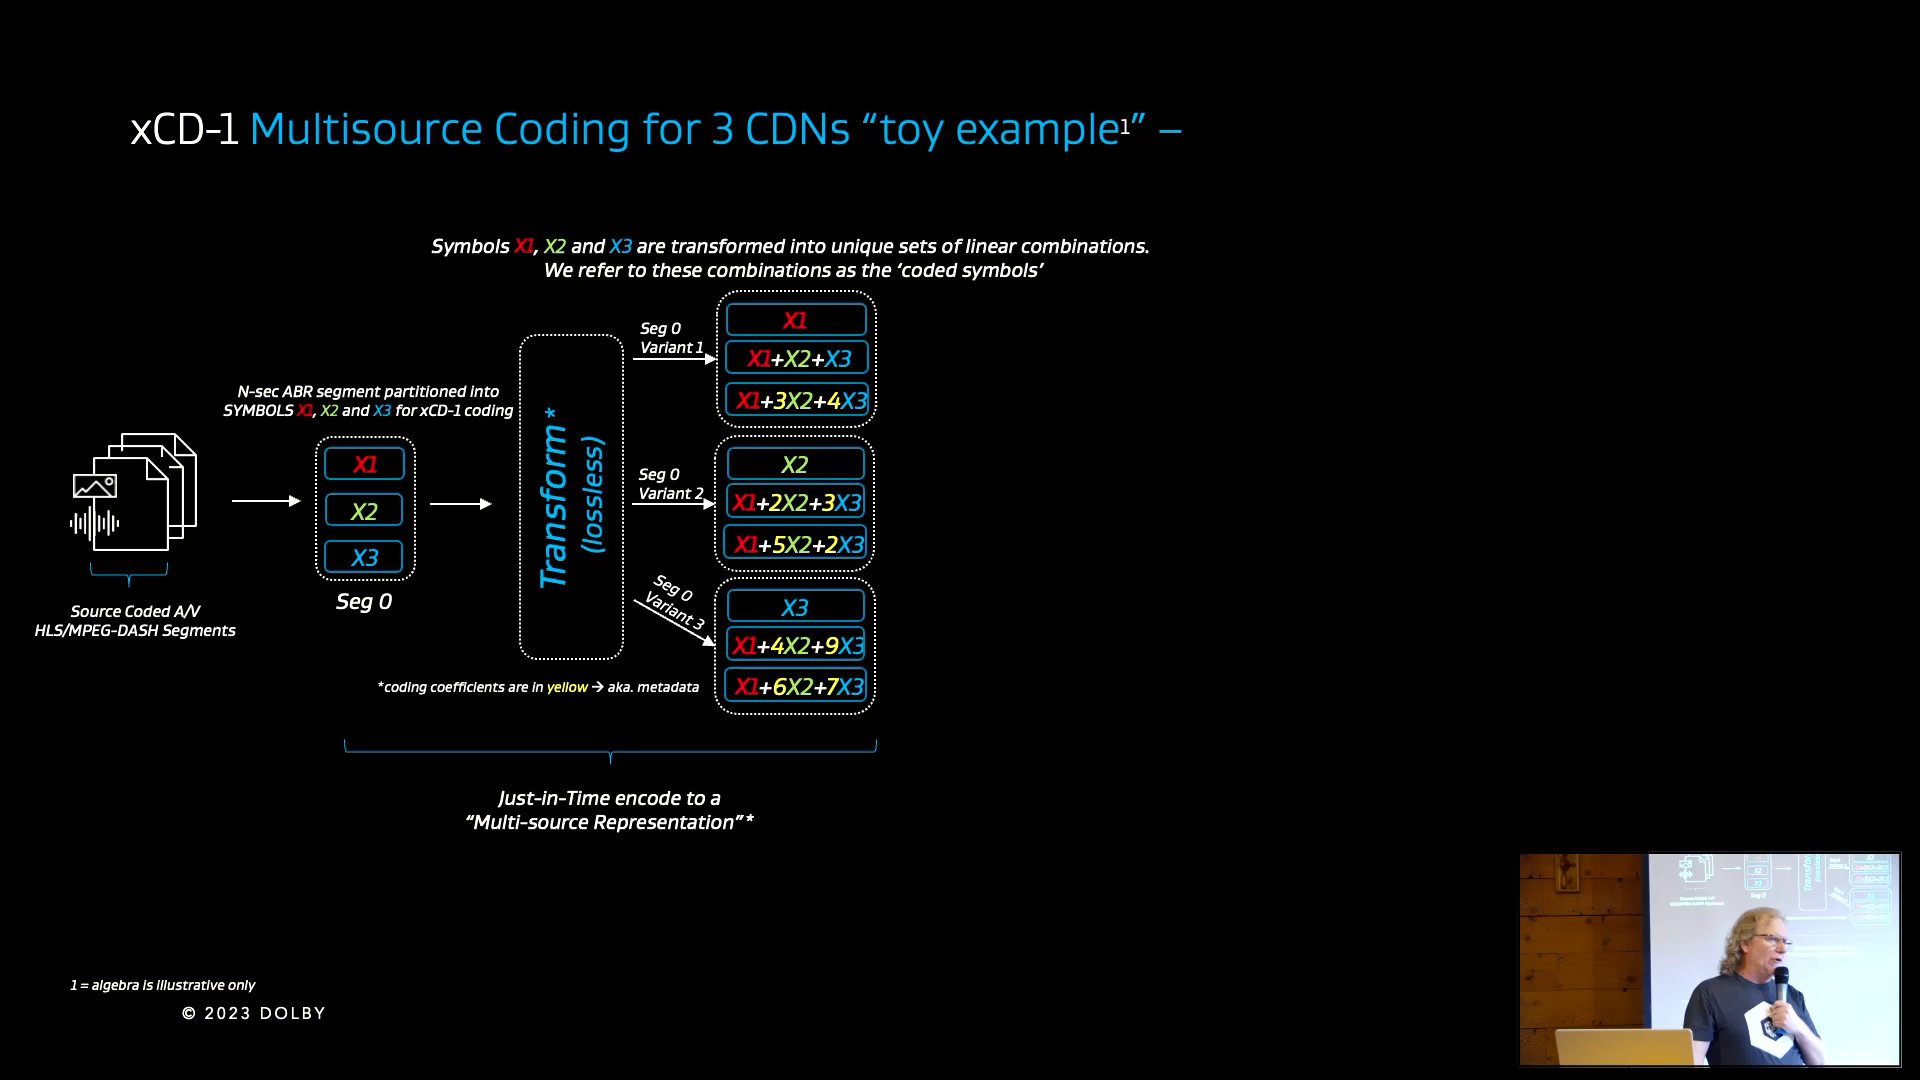 xCD-1 Multisource Coding for 3 CDNs “toy example1” –
Symbols X1, X2 and X3 are transformed into unique sets of linear combinations.
We refer to these combinations as the ‘coded symbols’
N-sec ABR segment partitioned into
SYMBOLS X1, X2 and X3 for xCD-1 coding
X1
X2
X3
Seg 0
Source Coded A/V
HLS/MPEG-DASH Segments
Transform*
(lossless)
Seg 0
Variant 1
X1
X1+X2+X3
X1+3X2+4X3
Seg 0
Variant 2
X2
X1+2X2+3X3
X1+5X2+2X3
Seg 0
Variant 3
X3
X1+4X2+9X3
X1+6X2+7X3
*coding coefficients are in yellow → aka. metadata
Just-in-Time encode to a
“Multi-source Representation”*
1 = algebra is illustrative only
© 2023 DOLBY